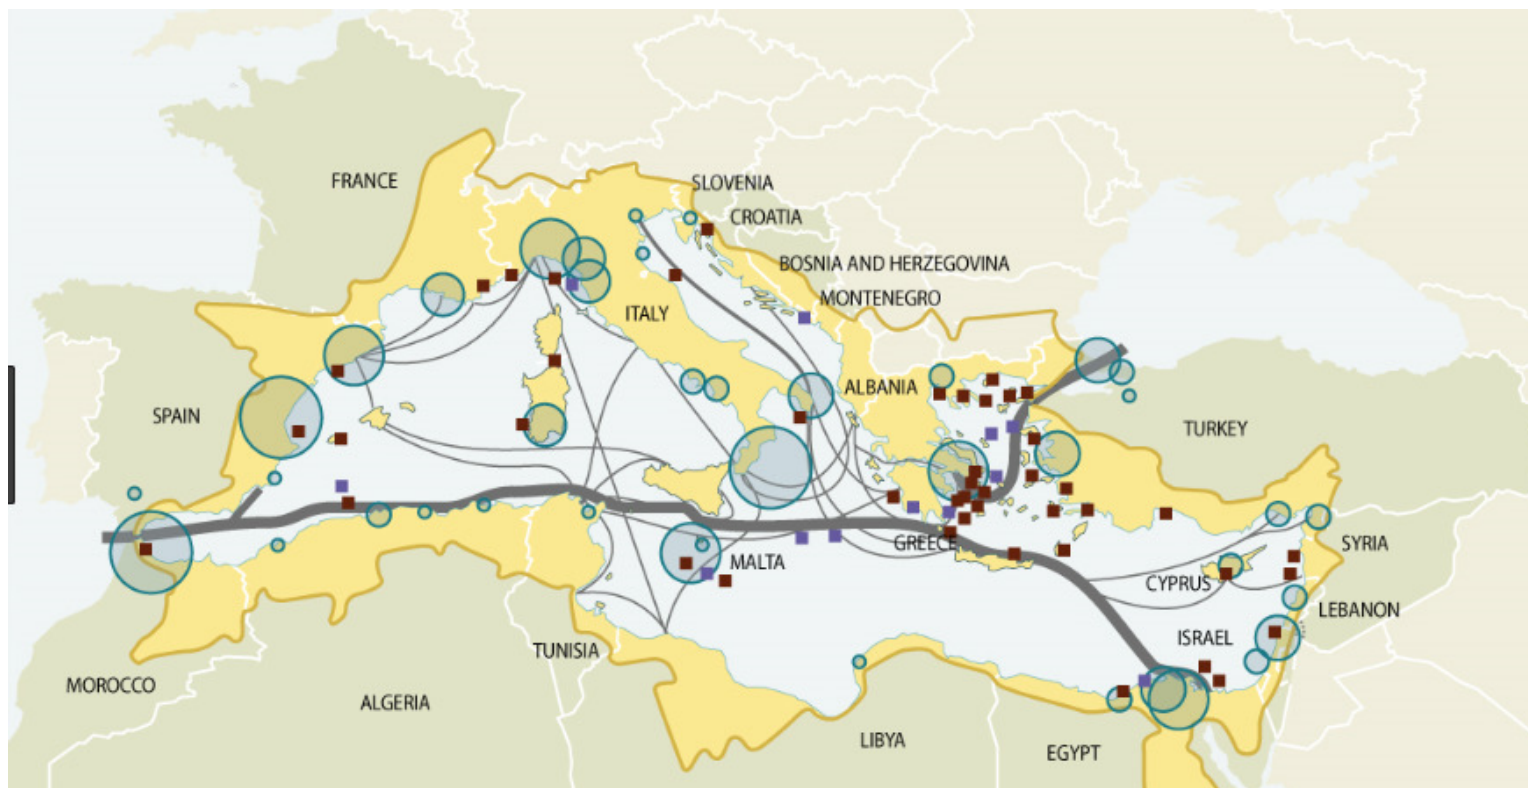 FRANCE
SLOVENIA
CROATIA
BOSNIA AND HERZEGOVINA
MONTENEGRO
ITALY
ALBANIA
SPAIN
TURKEY
GREECE
SYRIA
MALTA
CYPRUS
LEBANON
ISRAEL
TUNISIA
MOROCCO
ALGERIA
LIBYA
EGYPT